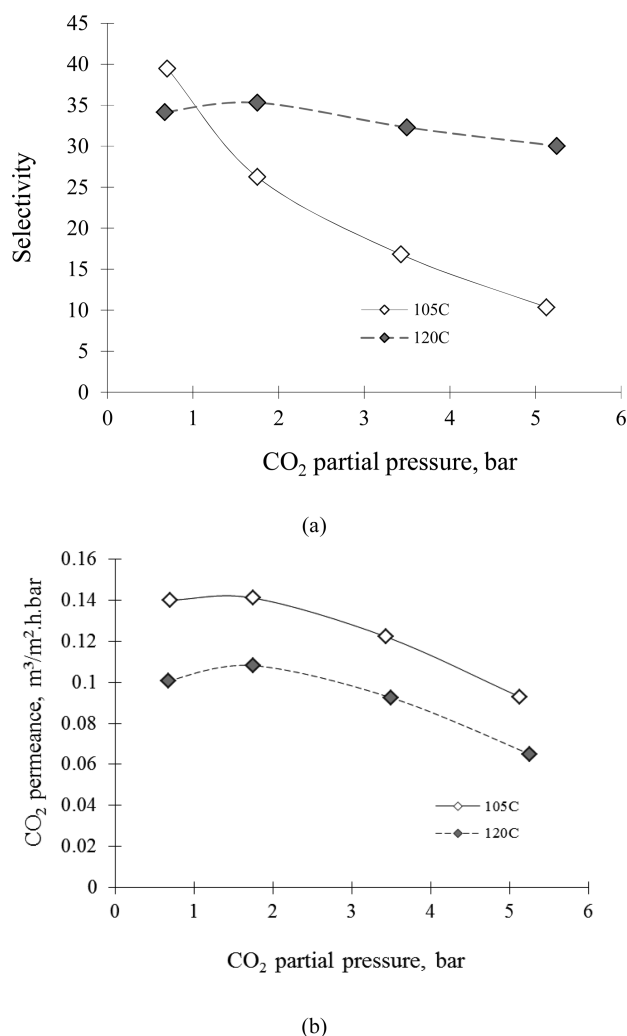 45
40
35
30
25
20
15
10
5
0
Selectivity
105C
120C
0 1 2 3 4 5 6
CO₂ partial pressure, bar
(a)
0.16
0.14
0.12
0.1
0.08
0.06
0.04
0.02
0
CO₂ permeance, m³/m².h.bar
105C
120C
0 1 2 3 4 5 6
CO₂ partial pressure, bar
(b)